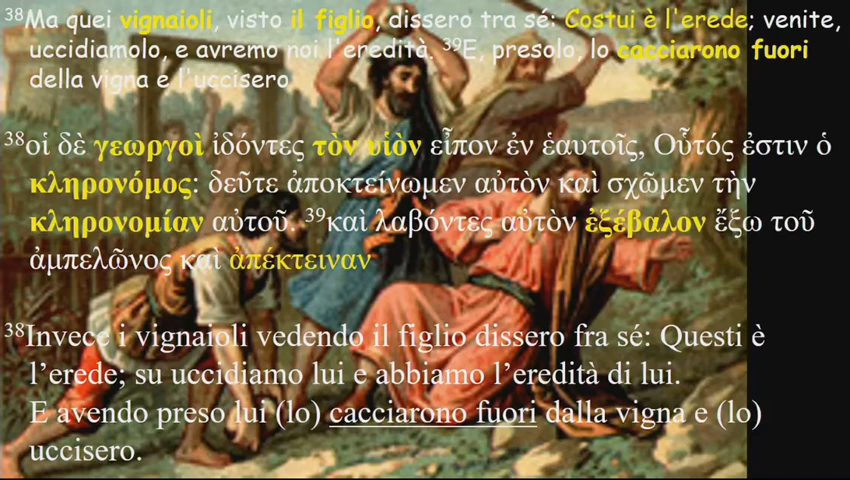 38Ma quei vignaioli, visto il figlio, dissero tra sé: Costui è l'erede; venite,
uccidiamolo, e avremo noi l'eredità. 39E, presolo, lo cacciarono fuori
della vigna e l'uccisero
38οἱ δὲ γεωργοὶ ἰδόντες τὸν υἱὸν εἶπον ἐν ἑαυτοῖς, Οὗτός ἐστιν ὁ
κληρονόμος: δεῦτε ἀποκτείνωμεν αὐτὸν καὶ σχῶμεν τὴν
κληρονομίαν αὐτοῦ. 39καὶ λαβόντες αὐτὸν ἐξέβαλον ἔξω τοῦ
ἀμπελῶνος καὶ ἀπέκτειναν
38Invece i vignaioli vedendo il figlio dissero fra sé: Questi è
l’erede; su uccidiamo lui e abbiamo l’eredità di lui.
E avendo preso lui (lo) cacciarono fuori dalla vigna e (lo)
uccisero.